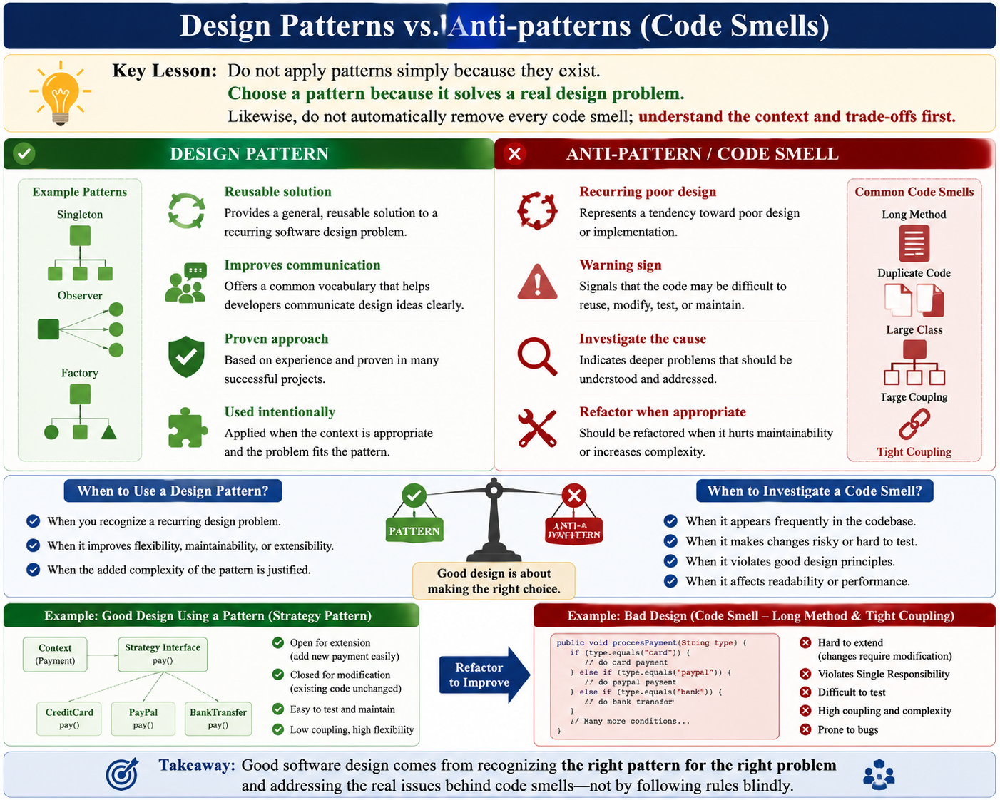 Design Patterns vs. Anti-patterns (Code Smells)
Key Lesson: Do not apply patterns simply because they exist.
Choose a pattern because it solves a real design problem.
Likewise, do not automatically remove every code smell; understand the context and trade-offs first.
DESIGN PATTERN
Example Patterns
Singleton
Observer
Factory
Reusable solution
Provides a general, reusable solution to a
recurring software design problem.
Improves communication
Offers a common vocabulary that helps
developers communicate design ideas clearly.
Proven approach
Based on experience and proven in many
successful projects.
Used intentionally
Applied when the context is appropriate
and the problem fits the pattern.
ANTI-PATTERN / CODE SMELL
Recurring poor design
Represents a tendency toward poor design
or implementation.
Warning sign
Signals that the code may be difficult to
reuse, modify, test, or maintain.
Investigate the cause
Indicates deeper problems that should be
understood and addressed.
Refactor when appropriate
Should be refactored when it hurts maintainability
or increases complexity.
Common Code Smells
Long Method
Duplicate Code
Large Class
Tight Coupling
When to Use a Design Pattern?
When you recognize a recurring design problem.
When it improves flexibility, maintainability, or extensibility.
When the added complexity of the pattern is justified.
PATTERN
Good design is about
making the right choice.
When to Investigate a Code Smell?
When it appears frequently in the codebase.
When it makes changes risky or hard to test.
When it violates good design principles.
When it affects readability or performance.
Example: Good Design Using a Pattern (Strategy Pattern)
Context
(Payment)
Strategy Interface
pay()
CreditCard
pay()
PayPal
pay()
BankTransfer
pay()
Open for extension
(add new payment easily)
Closed for modification
(existing code unchanged)
Easy to test and maintain
Low coupling, high flexibility
Refactor
to Improve
Example: Bad Design (Code Smell – Long Method & Tight Coupling)
public void proccesPayment(String type) {
if (type.equals("card")) {
// do card payment
} else if (type.equals("paypal")) {
// do paypal payment
} else if (type.equals("bank")) {
// do bank transfer
}
// Many more conditions...
}
Hard to extend
(changes require modification)
Violates Single Responsibility
Difficult to test
High coupling and complexity
Prone to bugs
Takeaway: Good software design comes from recognizing the right pattern for the right problem
and addressing the real issues behind code smells—not by following rules blindly.